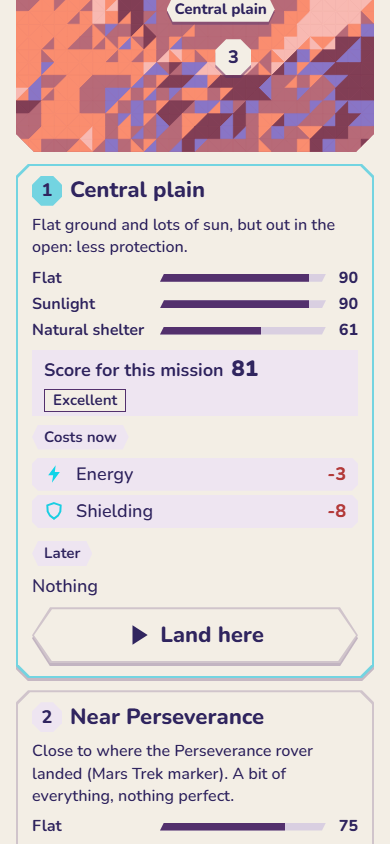 Central plain
3
1 Central plain
Flat ground and lots of sun, but out in the
open: less protection.
Flat 90
Sunlight 90
Natural shelter 61
Score for this mission 81
Excellent
Costs now
Energy -3
Shielding -8
Later
Nothing
Land here
2 Near Perseverance
Close to where the Perseverance rover
landed (Mars Trek marker). A bit of
everything, nothing perfect.
Flat 75